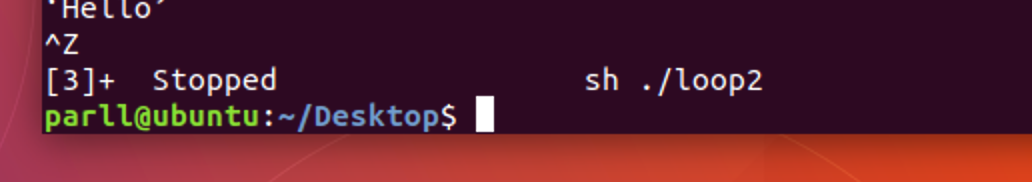 ‘Hello’
^Z
[3]+  Stopped                 sh ./loop2
parll@ubuntu:~/Desktop$